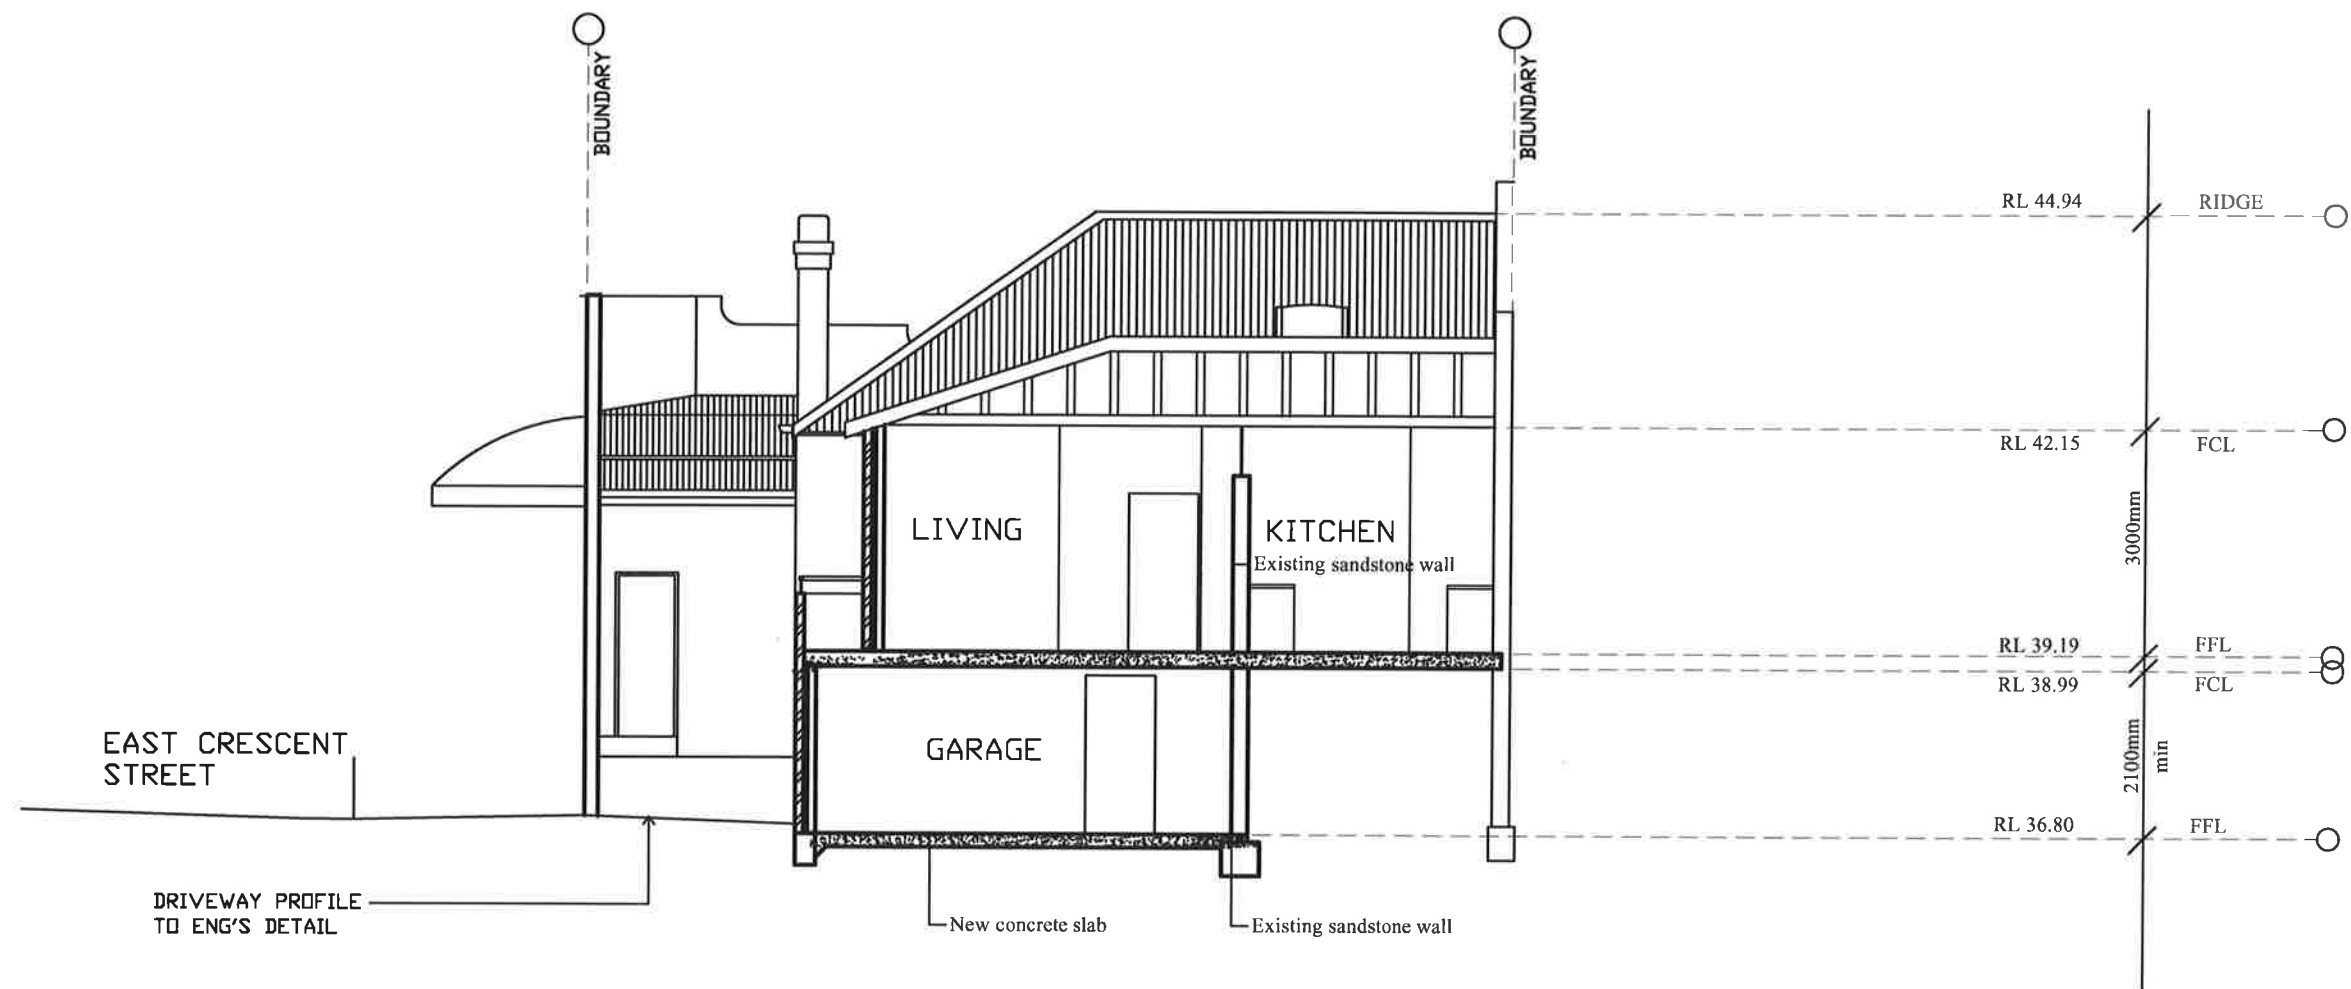 BOUNDARY
BOUNDARY
RL 44.94
RIDGE
RL 42.15
FCL
3000mm
LIVING
KITCHEN
Existing sandstone wall
RL 39.19
FFL
RL 38.99
FCL
2100mm
min
EAST CRESCENT
STREET
GARAGE
RL 36.80
FFL
DRIVEWAY PROFILE
TO ENG'S DETAIL
New concrete slab
Existing sandstone wall